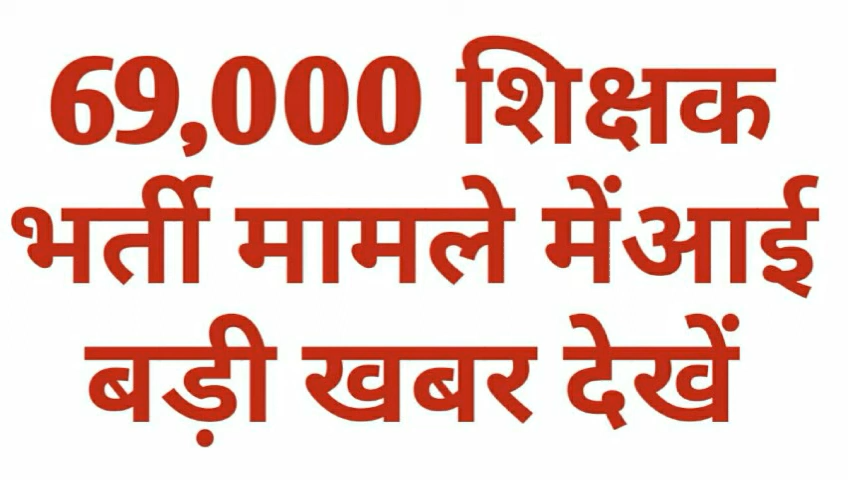 69,000 शिक्षक
भर्ती मामले मेंआई
बड़ी खबर देखें